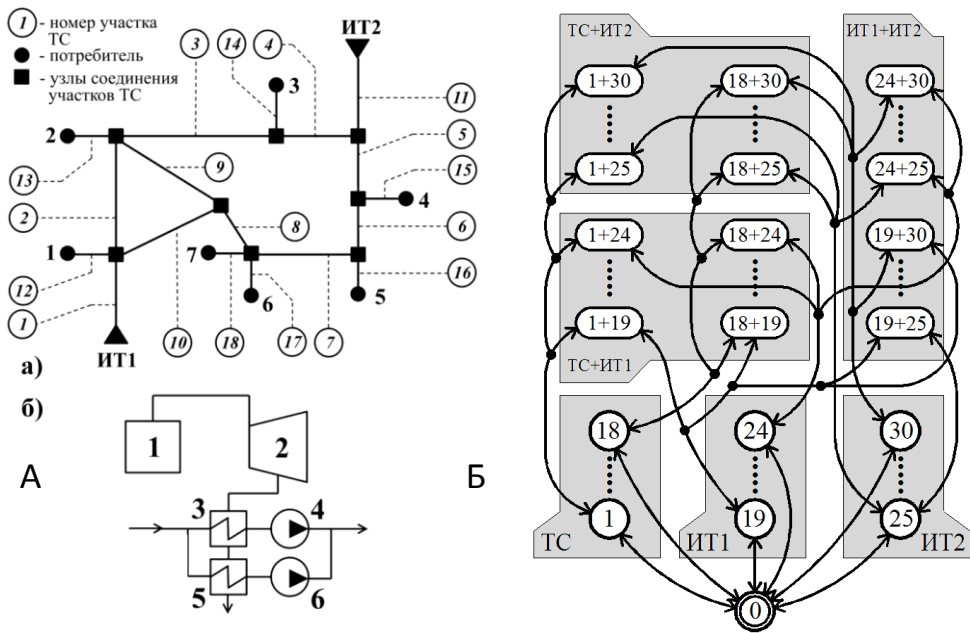 1 - номер участка
ТС
- потребитель
- узлы соединения
участков ТС
3
14
4
ИТ2
3
11
2
5
13
9
15
4
2
8
6
1
7
16
12
6
5
1
ИТ1
10
18
17
7
а)
б)
А
1
2
3
4
5
6
Б
ТС+ИТ2
ИТ1+ИТ2
1+30
18+30
24+30
1+25
18+25
24+25
1+24
18+24
19+30
1+19
18+19
19+25
ТС+ИТ1
18
24
30
1
19
25
ТС
ИТ1
ИТ2
0